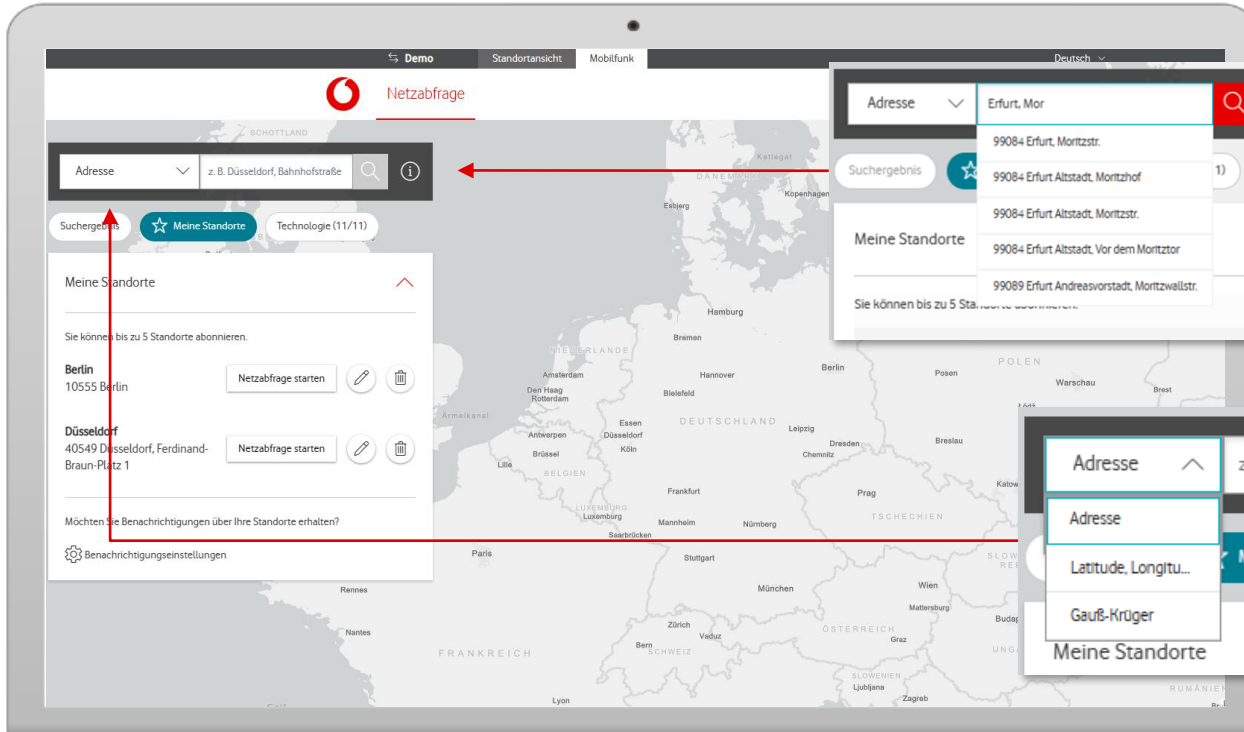 Demo
Standortansicht
Mobilfunk
Deutsch
Netzabfrage
Adresse
z. B. Düsseldorf, Bahnhofstraße
Suchergebnis
Meine Standorte
Technologie (11/11)
Meine Standorte
Sie können bis zu 5 Standorte abonnieren.
Berlin
10555 Berlin
Netzabfrage starten
Düsseldorf
40549 Düsseldorf, Ferdinand-
Braun-Platz 1
Netzabfrage starten
Möchten Sie Benachrichtigungen über Ihre Standorte erhalten?
Benachrichtigungseinstellungen
Adresse
Erfurt, Mor
99084 Erfurt, Moritzstr.
99084 Erfurt Altstadt, Moritzhof
99084 Erfurt Altstadt, Moritzstr.
99084 Erfurt Altstadt, Vor dem Moritztor
99089 Erfurt Andreasvorstadt, Moritzwallstr.
Suchergebnis
1)
Meine Standorte
Sie können bis zu 5 Standorte abonnieren.
Adresse
Adresse
Latitude, Longitu...
Gauß-Krüger
Meine Standorte
SCHOTTLAND
Kattegat
DÄNEMARK
Kopenhagen
Esbjerg
Hamburg
Bremen
NIEDERLANDE
Amsterdam
Hannover
Berlin
Posen
POLEN
Warschau
Brest
Den Haag
Rotterdam
Bielefeld
Ärmelkanal
Essen
DEUTSCHLAND
Leipzig
Antwerpen
Düsseldorf
Dresden
Breslau
Brüssel
Köln
Chemnitz
Lille
BELGIEN
Frankfurt
Prag
LUXEMBURG
Luxemburg
Mannheim
Nürnberg
TSCHECHIEN
Saarbrücken
Paris
Stuttgart
Rennes
München
Wien
Mattersburg
Nantes
Zürich
Vaduz
ÖSTERREICH
Graz
Bern
SCHWEIZ
FRANKREICH
SLOWENIEN
Ljubljana
Zagreb
Lyon